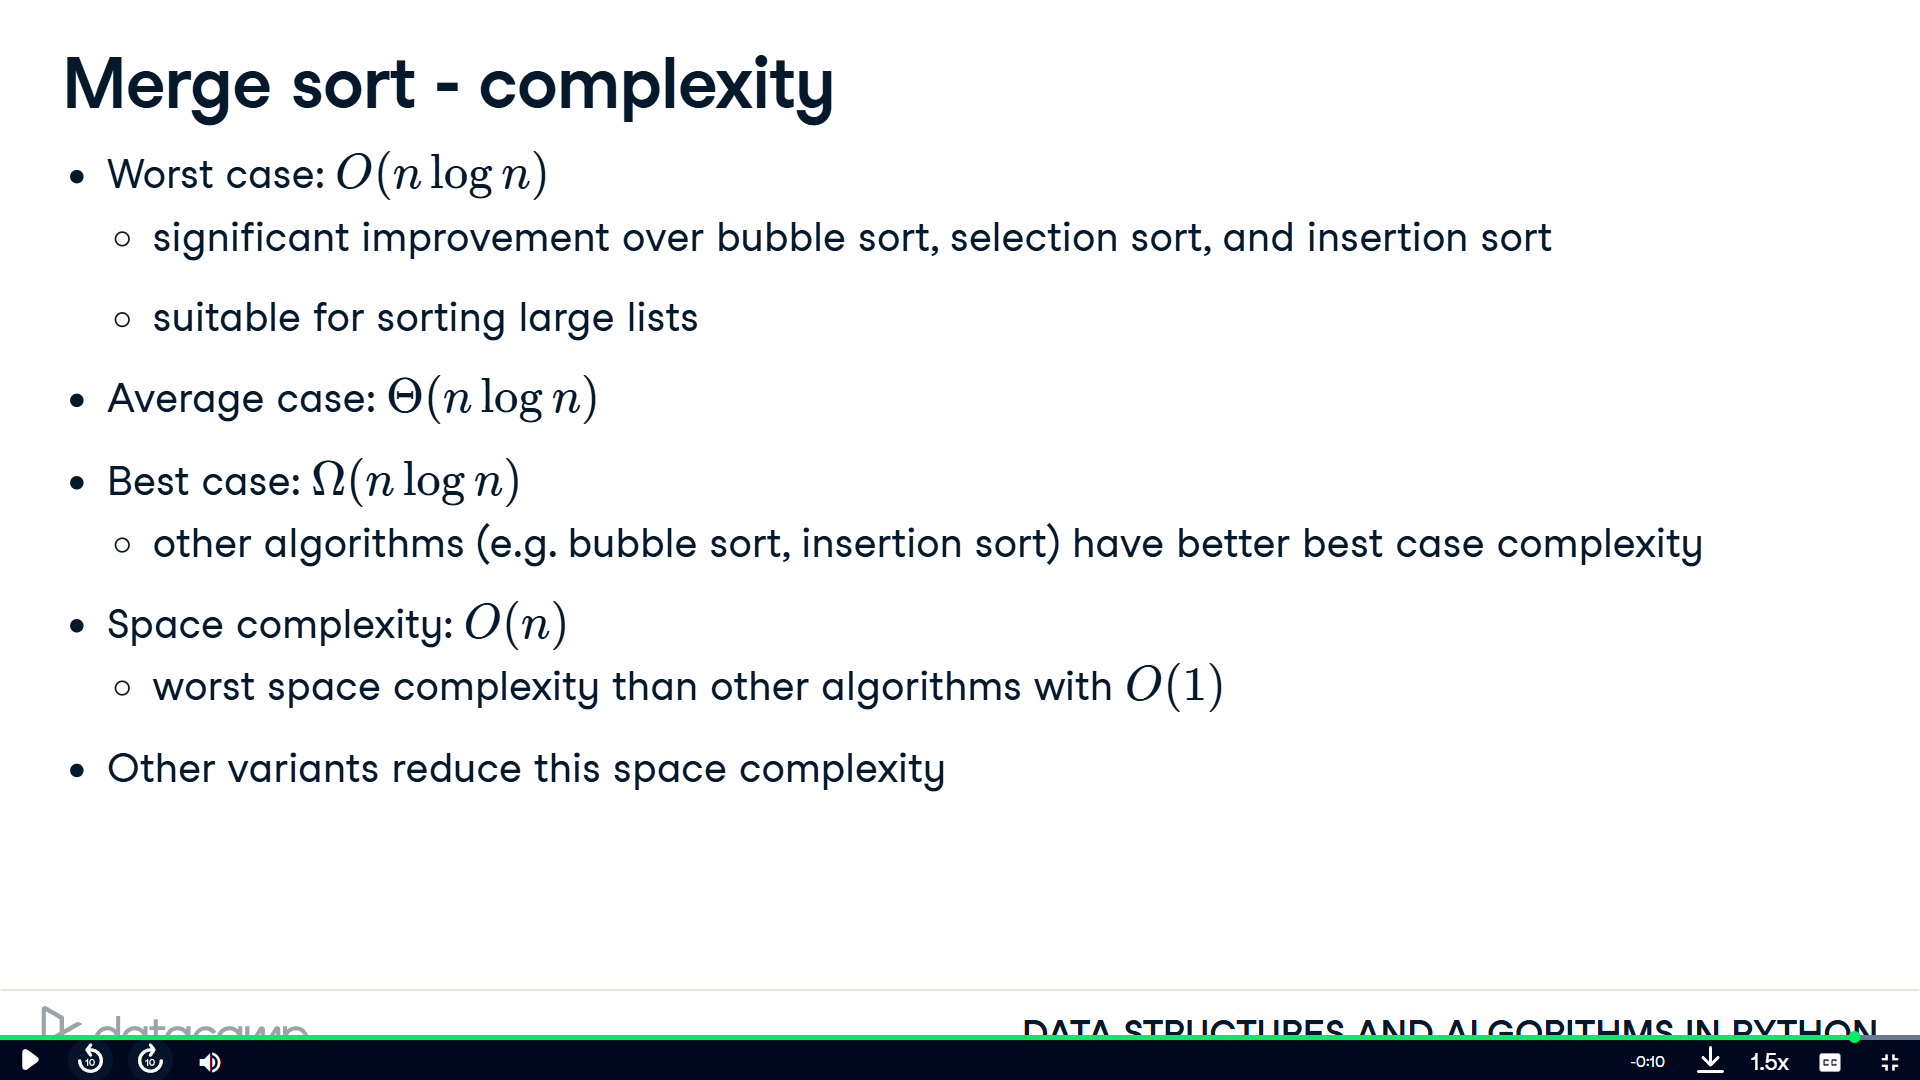 Merge sort - complexity
• Worst case: O(n log n)
○ significant improvement over bubble sort, selection sort, and insertion sort
○ suitable for sorting large lists
• Average case: Θ(n log n)
• Best case: Ω(n log n)
○ other algorithms (e.g. bubble sort, insertion sort) have better best case complexity
• Space complexity: O(n)
○ worst space complexity than other algorithms with O(1)
• Other variants reduce this space complexity
datacamp
DATA STRUCTURES AND ALGORITHMS IN PYTHON
10 10 -0:10 1.5x CC